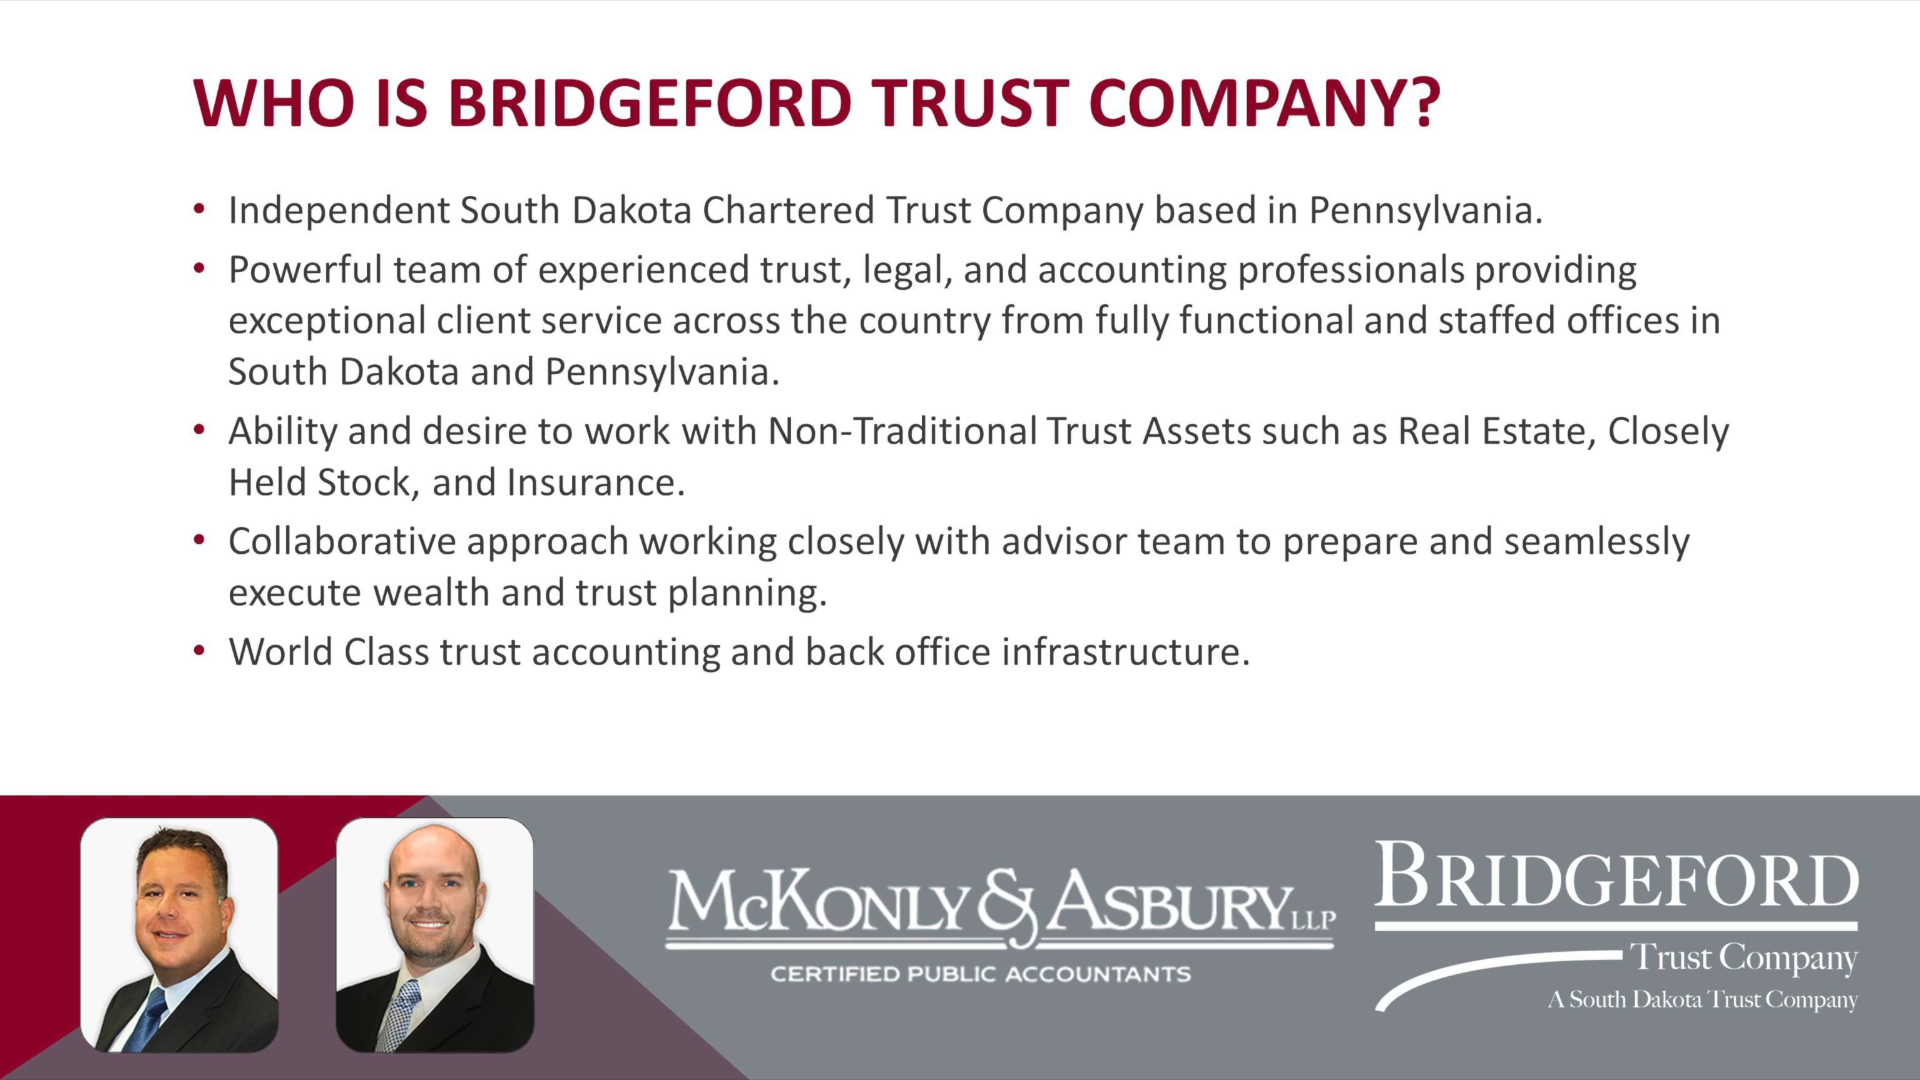 WHO IS BRIDGEFORD TRUST COMPANY?
• Independent South Dakota Chartered Trust Company based in Pennsylvania.
• Powerful team of experienced trust, legal, and accounting professionals providing
exceptional client service across the country from fully functional and staffed offices in
South Dakota and Pennsylvania.
• Ability and desire to work with Non-Traditional Trust Assets such as Real Estate, Closely
Held Stock, and Insurance.
• Collaborative approach working closely with advisor team to prepare and seamlessly
execute wealth and trust planning.
• World Class trust accounting and back office infrastructure.
McKONLY & ASBURY LLP
CERTIFIED PUBLIC ACCOUNTANTS
BRIDGEFORD
Trust Company
A South Dakota Trust Company